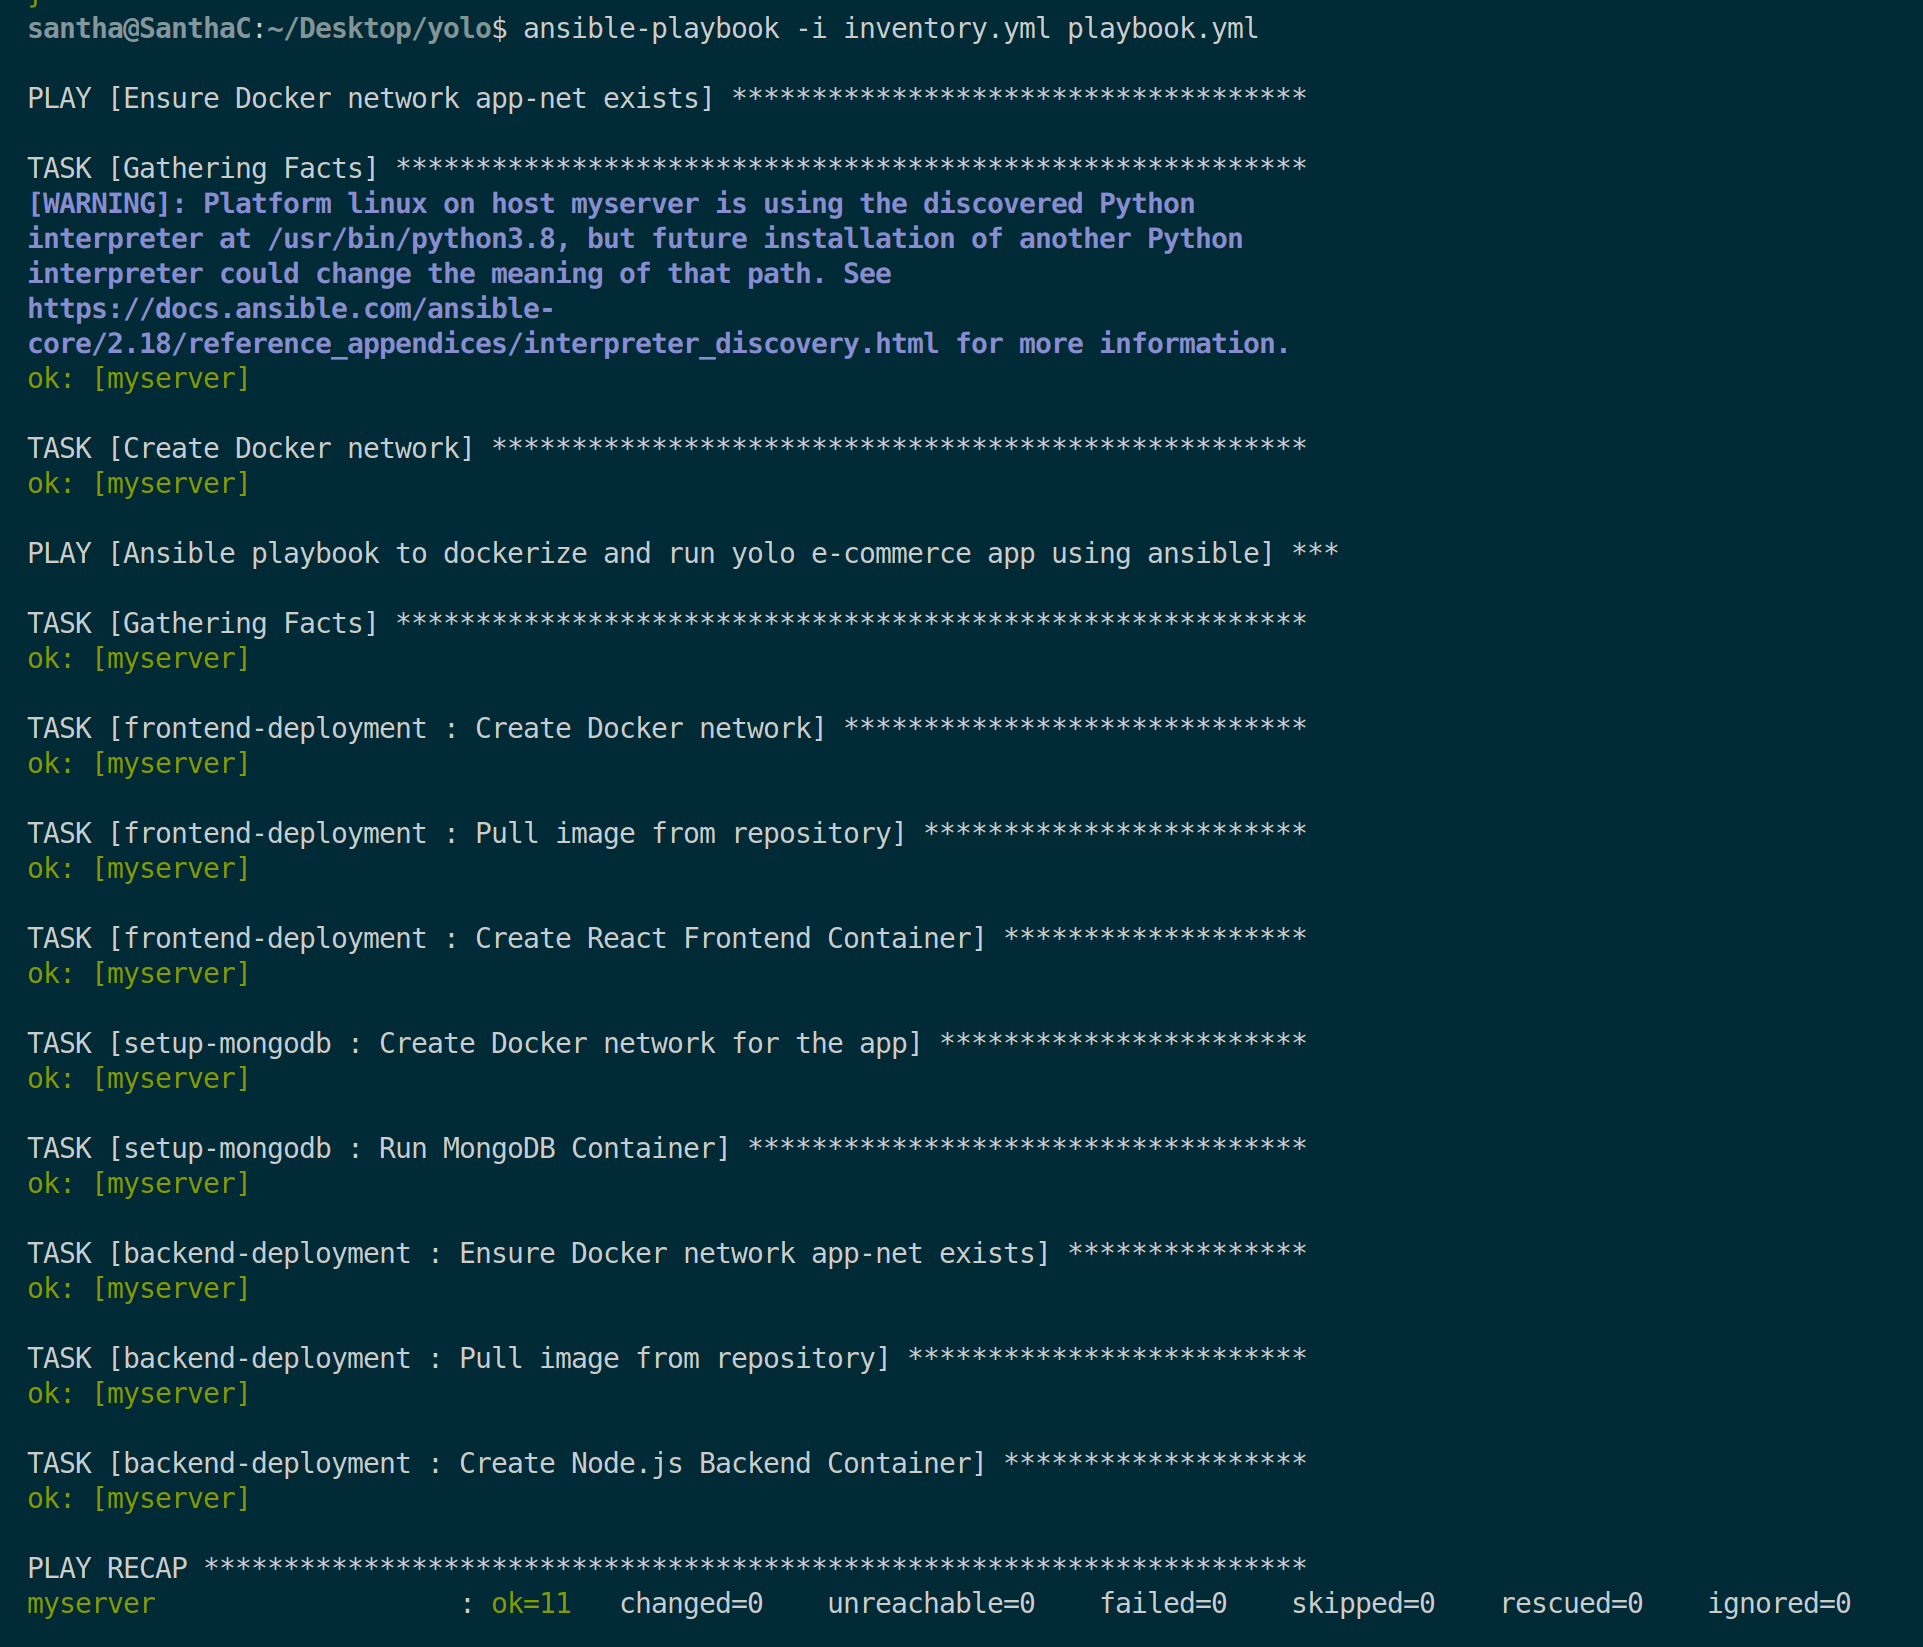 santha@SanthaC:~/Desktop/yolo$ ansible-playbook -i inventory.yml playbook.yml
PLAY [Ensure Docker network app-net exists] ************************************
TASK [Gathering Facts] *********************************************************
[WARNING]: Platform linux on host myserver is using the discovered Python
interpreter at /usr/bin/python3.8, but future installation of another Python
interpreter could change the meaning of that path. See
https://docs.ansible.com/ansible-
core/2.18/reference_appendices/interpreter_discovery.html for more information.
ok: [myserver]
TASK [Create Docker network] ***************************************************
ok: [myserver]
PLAY [Ansible playbook to dockerize and run yolo e-commerce app using ansible] ***
TASK [Gathering Facts] *********************************************************
ok: [myserver]
TASK [frontend-deployment : Create Docker network] *****************************
ok: [myserver]
TASK [frontend-deployment : Pull image from repository] ************************
ok: [myserver]
TASK [frontend-deployment : Create React Frontend Container] *******************
ok: [myserver]
TASK [setup-mongodb : Create Docker network for the app] ***********************
ok: [myserver]
TASK [setup-mongodb : Run MongoDB Container] ***********************************
ok: [myserver]
TASK [backend-deployment : Ensure Docker network app-net exists] ***************
ok: [myserver]
TASK [backend-deployment : Pull image from repository] *************************
ok: [myserver]
TASK [backend-deployment : Create Node.js Backend Container] *******************
ok: [myserver]
PLAY RECAP *********************************************************************
myserver                   : ok=11   changed=0    unreachable=0    failed=0    skipped=0    rescued=0    ignored=0